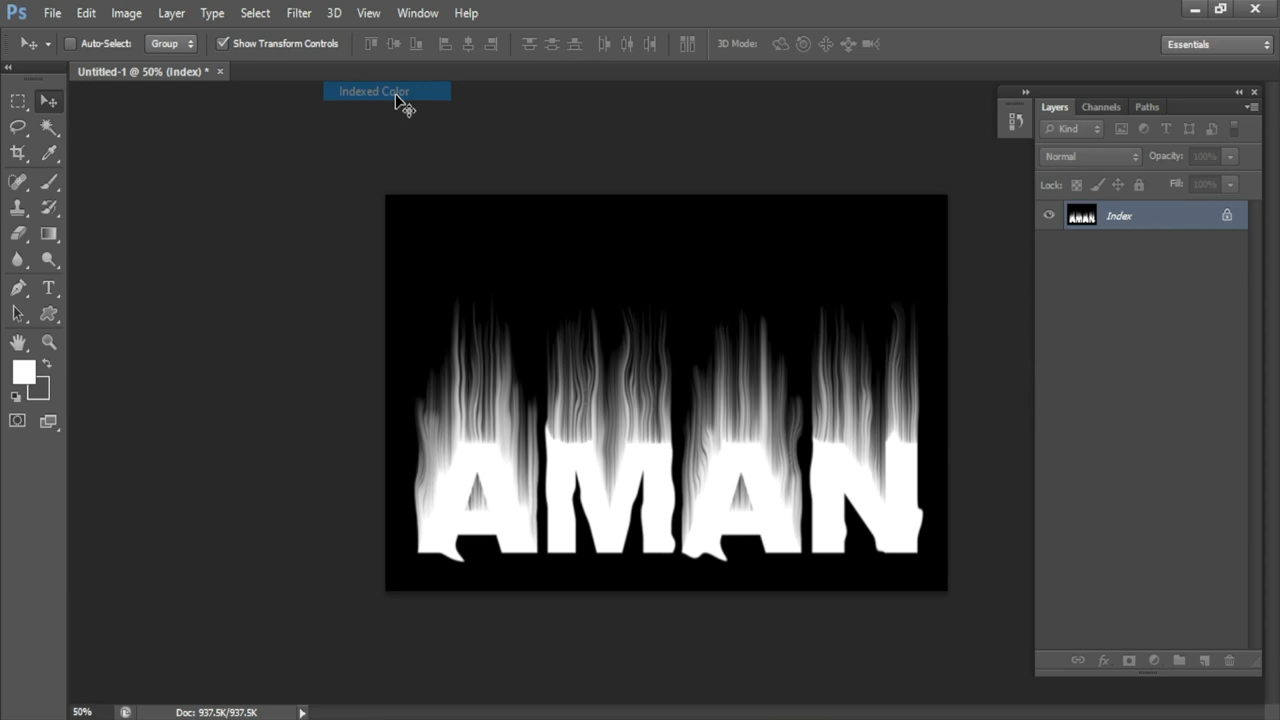 Ps File Edit Image Layer Type Select Filter 3D View Window Help
Auto-Select: Group Show Transform Controls 3D Mode: Essentials
Untitled-1 @ 50% (Index) * ×
Indexed Color
Layers Channels Paths
Kind
Normal Opacity: 100%
Lock: Fill: 100%
Index
AMAN
50% Doc: 937.5K/937.5K